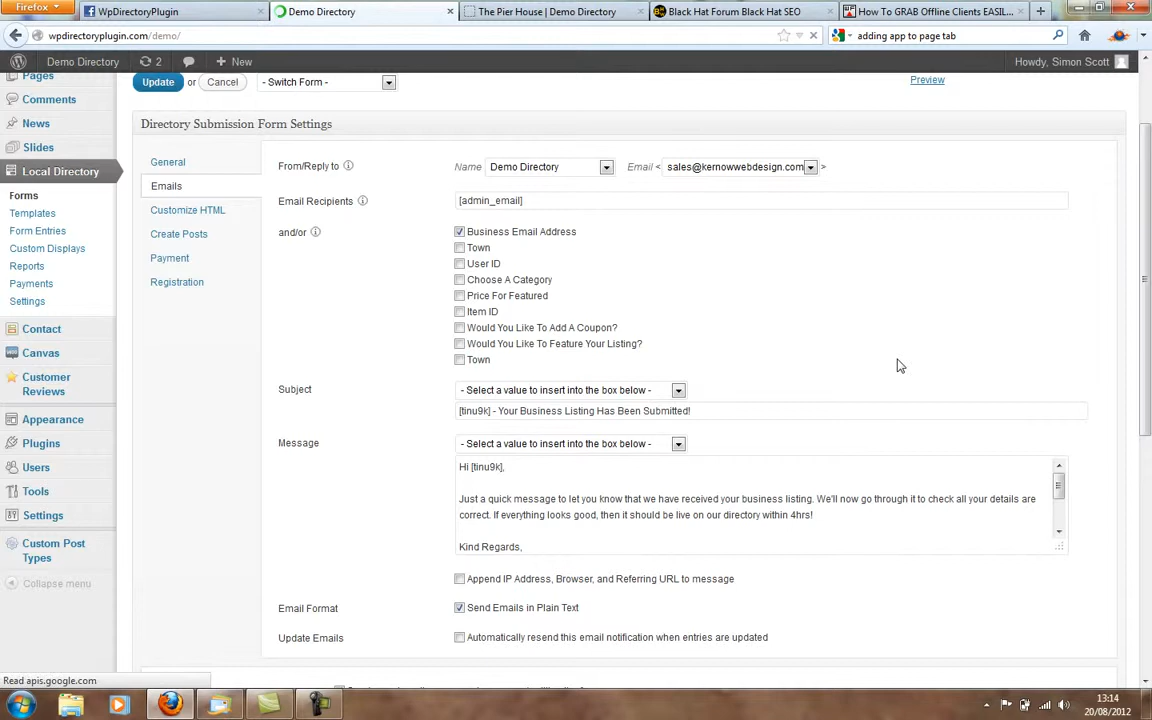 Firefox
WpDirectoryPlugin
Demo Directory
The Pier House | Demo Directory
Black Hat Forum Black Hat SEO
How To GRAB Offline Clients EASIL...
wpdirectoryplugin.com/demo/
adding app to page tab
Demo Directory
2
New
Howdy, Simon Scott
Pages
Comments
News
Slides
Local Directory
Forms
Templates
Form Entries
Custom Displays
Reports
Payments
Settings
Contact
Canvas
Customer
Reviews
Appearance
Plugins
Users
Tools
Settings
Custom Post
Types
Collapse menu
Update or Cancel - Switch Form -
Preview
Directory Submission Form Settings
General
Emails
Customize HTML
Create Posts
Payment
Registration
From/Reply to Name Demo Directory Email < sales@kernowwebdesign.com >
Email Recipients [admin_email]
and/or Business Email Address
Town
User ID
Choose A Category
Price For Featured
Item ID
Would You Like To Add A Coupon?
Would You Like To Feature Your Listing?
Town
Subject - Select a value to insert into the box below -
[tinu9k] - Your Business Listing Has Been Submitted!
Message - Select a value to insert into the box below -
Hi [tinu9k],
Just a quick message to let you know that we have received your business listing. We'll now go through it to check all your details are
correct. If everything looks good, then it should be live on our directory within 4hrs!
Kind Regards,
Append IP Address, Browser, and Referring URL to message
Email Format Send Emails in Plain Text
Update Emails Automatically resend this email notification when entries are updated
Read apis.google.com
13:14
20/08/2012